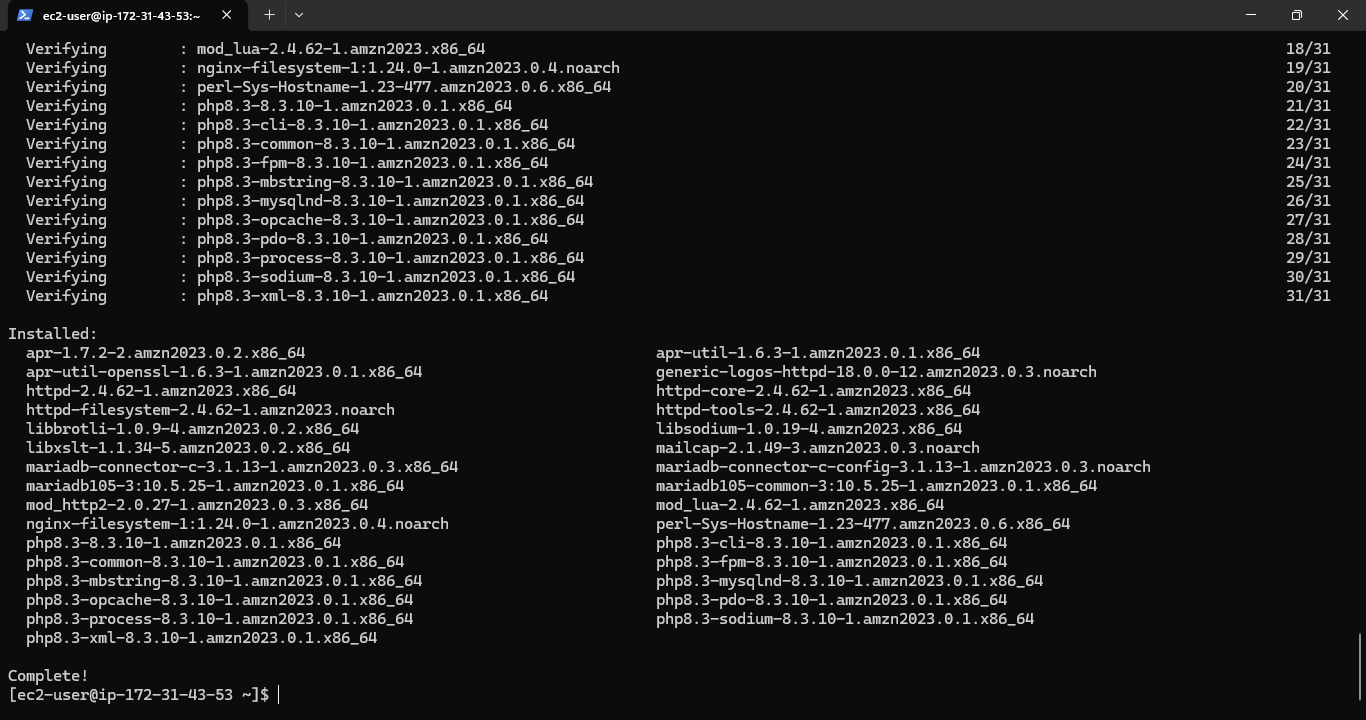 ec2-user@ip-172-31-43-53:~
Verifying : mod_lua-2.4.62-1.amzn2023.x86_64 18/31
Verifying : nginx-filesystem-1:1.24.0-1.amzn2023.0.4.noarch 19/31
Verifying : perl-Sys-Hostname-1.23-477.amzn2023.0.6.x86_64 20/31
Verifying : php8.3-8.3.10-1.amzn2023.0.1.x86_64 21/31
Verifying : php8.3-cli-8.3.10-1.amzn2023.0.1.x86_64 22/31
Verifying : php8.3-common-8.3.10-1.amzn2023.0.1.x86_64 23/31
Verifying : php8.3-fpm-8.3.10-1.amzn2023.0.1.x86_64 24/31
Verifying : php8.3-mbstring-8.3.10-1.amzn2023.0.1.x86_64 25/31
Verifying : php8.3-mysqlnd-8.3.10-1.amzn2023.0.1.x86_64 26/31
Verifying : php8.3-opcache-8.3.10-1.amzn2023.0.1.x86_64 27/31
Verifying : php8.3-pdo-8.3.10-1.amzn2023.0.1.x86_64 28/31
Verifying : php8.3-process-8.3.10-1.amzn2023.0.1.x86_64 29/31
Verifying : php8.3-sodium-8.3.10-1.amzn2023.0.1.x86_64 30/31
Verifying : php8.3-xml-8.3.10-1.amzn2023.0.1.x86_64 31/31
Installed:
apr-1.7.2-2.amzn2023.0.2.x86_64 apr-util-1.6.3-1.amzn2023.0.1.x86_64
apr-util-openssl-1.6.3-1.amzn2023.0.1.x86_64 generic-logos-httpd-18.0.0-12.amzn2023.0.3.noarch
httpd-2.4.62-1.amzn2023.x86_64 httpd-core-2.4.62-1.amzn2023.x86_64
httpd-filesystem-2.4.62-1.amzn2023.noarch httpd-tools-2.4.62-1.amzn2023.x86_64
libbrotli-1.0.9-4.amzn2023.0.2.x86_64 libsodium-1.0.19-4.amzn2023.x86_64
libxslt-1.1.34-5.amzn2023.0.2.x86_64 mailcap-2.1.49-3.amzn2023.0.3.noarch
mariadb-connector-c-3.1.13-1.amzn2023.0.3.x86_64 mariadb-connector-c-config-3.1.13-1.amzn2023.0.3.noarch
mariadb105-3:10.5.25-1.amzn2023.0.1.x86_64 mariadb105-common-3:10.5.25-1.amzn2023.0.1.x86_64
mod_http2-2.0.27-1.amzn2023.0.3.x86_64 mod_lua-2.4.62-1.amzn2023.x86_64
nginx-filesystem-1:1.24.0-1.amzn2023.0.4.noarch perl-Sys-Hostname-1.23-477.amzn2023.0.6.x86_64
php8.3-8.3.10-1.amzn2023.0.1.x86_64 php8.3-cli-8.3.10-1.amzn2023.0.1.x86_64
php8.3-common-8.3.10-1.amzn2023.0.1.x86_64 php8.3-fpm-8.3.10-1.amzn2023.0.1.x86_64
php8.3-mbstring-8.3.10-1.amzn2023.0.1.x86_64 php8.3-mysqlnd-8.3.10-1.amzn2023.0.1.x86_64
php8.3-opcache-8.3.10-1.amzn2023.0.1.x86_64 php8.3-pdo-8.3.10-1.amzn2023.0.1.x86_64
php8.3-process-8.3.10-1.amzn2023.0.1.x86_64 php8.3-sodium-8.3.10-1.amzn2023.0.1.x86_64
php8.3-xml-8.3.10-1.amzn2023.0.1.x86_64
Complete!
[ec2-user@ip-172-31-43-53 ~]$